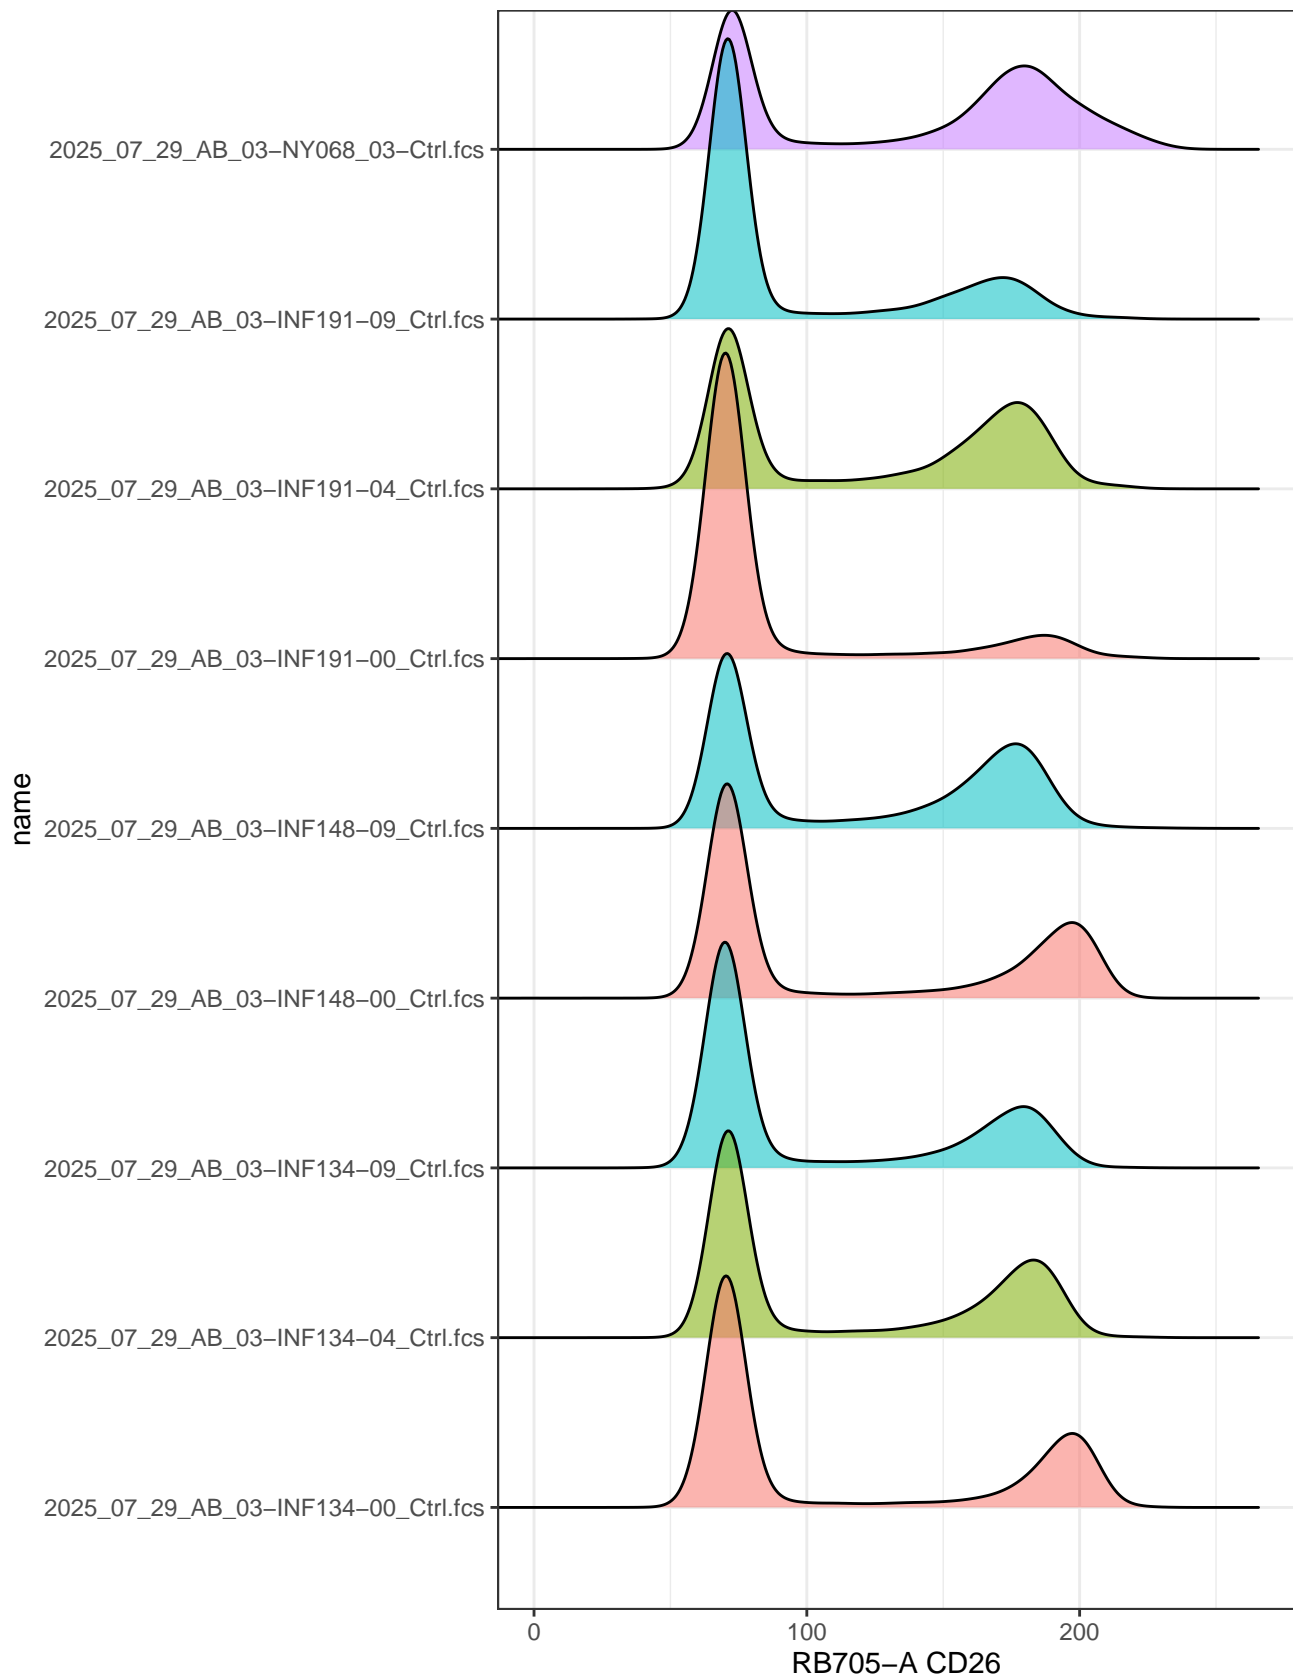 2025_07_29_AB_03−NY068_03−Ctrl.fcs
2025_07_29_AB_03−INF191−09_Ctrl.fcs
2025_07_29_AB_03−INF191−04_Ctrl.fcs
2025_07_29_AB_03−INF191−00_Ctrl.fcs
name
2025_07_29_AB_03−INF148−09_Ctrl.fcs
2025_07_29_AB_03−INF148−00_Ctrl.fcs
2025_07_29_AB_03−INF134−09_Ctrl.fcs
2025_07_29_AB_03−INF134−04_Ctrl.fcs
2025_07_29_AB_03−INF134−00_Ctrl.fcs
0 100 200
RB705−A CD26